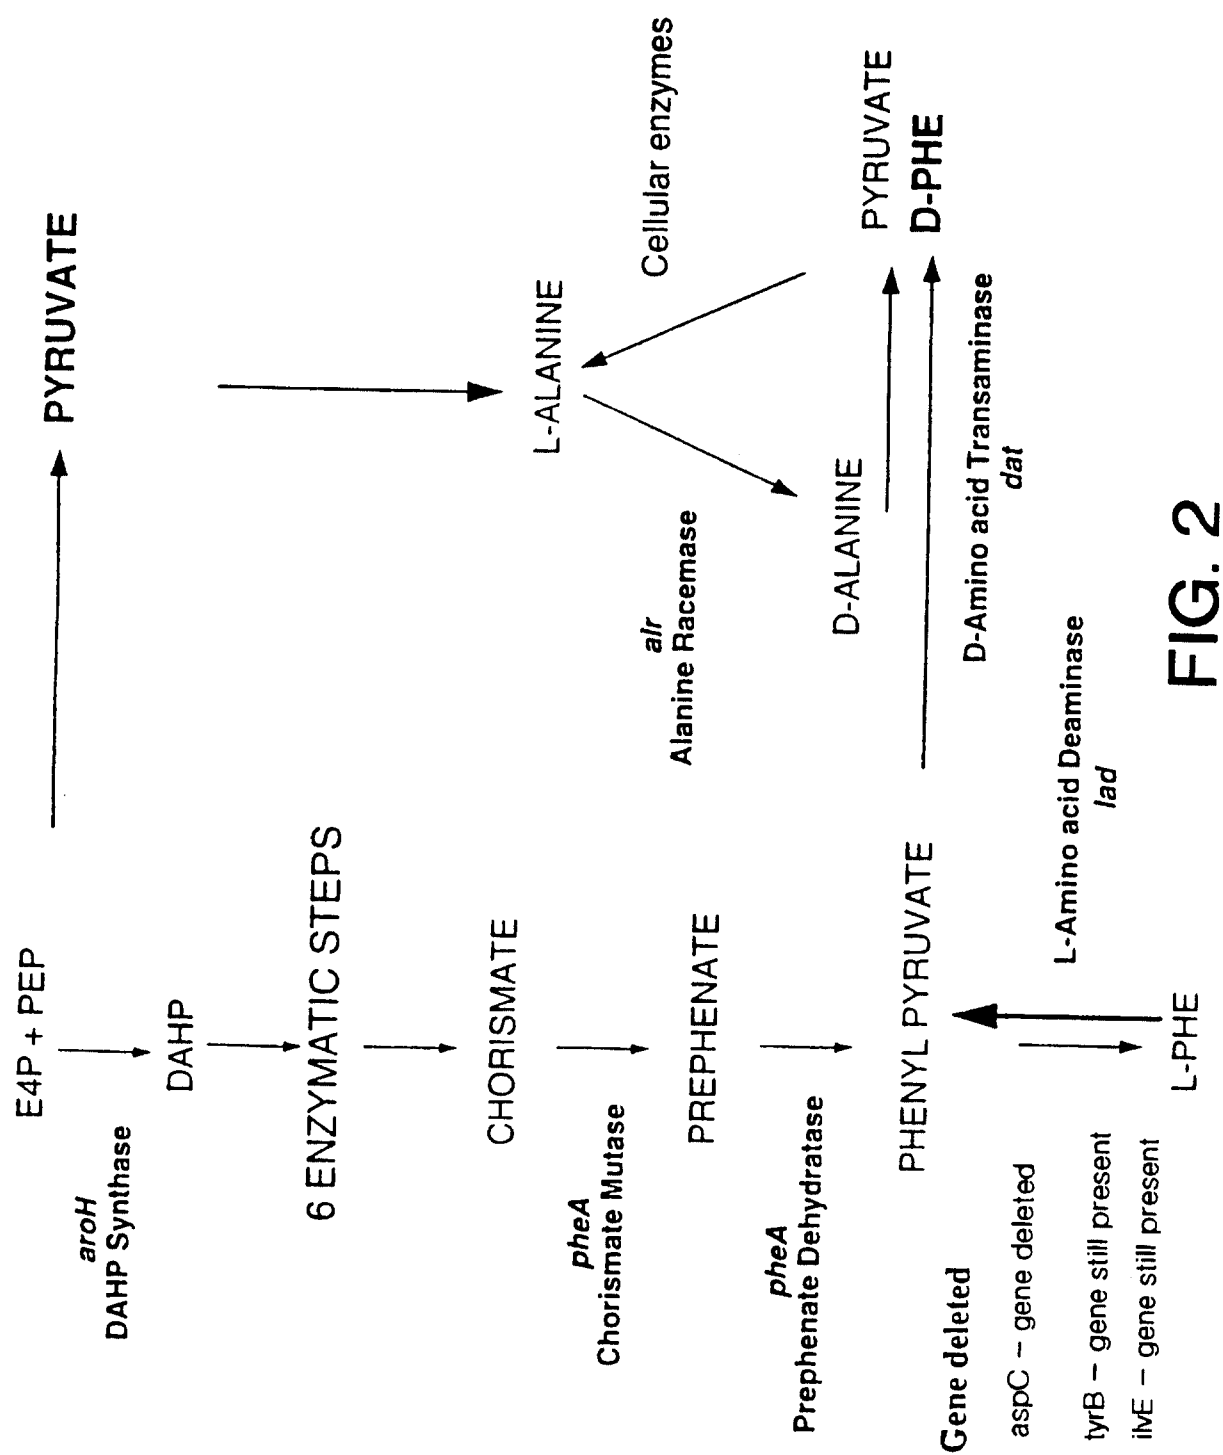 E4P + PEP
PYRUVATE
aroH
DAHP Synthase
DAHP
6 ENZYMATIC STEPS
CHORISMATE
L-ALANINE
pheA
Chorismate Mutase
alr
Alanine Racemase
Cellular enzymes
PREPHENATE
pheA
Prephenate Dehydratase
D-ALANINE
PYRUVATE
PHENYL PYRUVATE
D-PHE
Gene deleted
D-Amino acid Transaminase
dat
aspC – gene deleted
tyrB – gene still present
ilvE – gene still present
L-Amino acid Deaminase
lad
L-PHE
FIG. 2